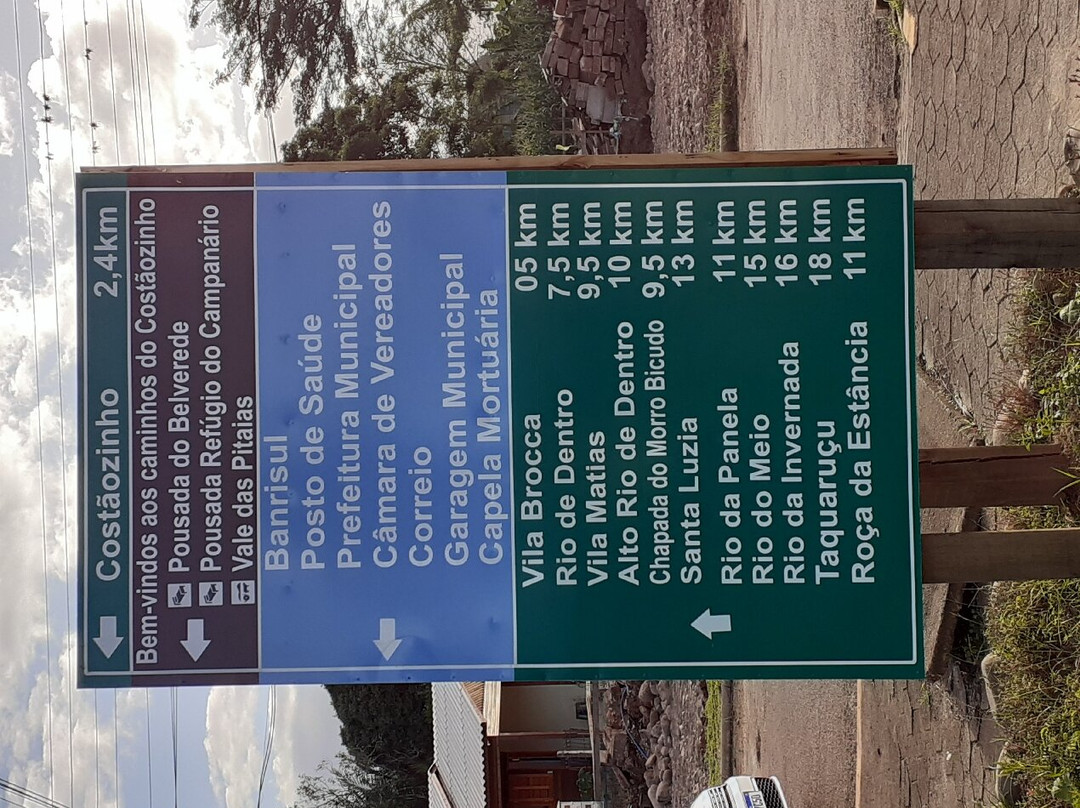 Costãozinho 2,4km
Bem-vindos aos caminhos do Costãozinho
Pousada do Belverede
Pousada Refúgio do Campanário
Vale das Pitaias
Banrisul
Posto de Saúde
Prefeitura Municipal
Câmara de Vereadores
Correio
Garagem Municipal
Capela Mortuária
Vila Brocca 05 km
Rio de Dentro 7,5 km
Vila Matias 9,5 km
Alto Rio de Dentro 10 km
Chapada do Morro Bicudo 9,5 km
Santa Luzia 13 km
Rio da Panela 11 km
Rio do Meio 15 km
Rio da Invernada 16 km
Taquaruçu 18 km
Roça da Estância 11 km